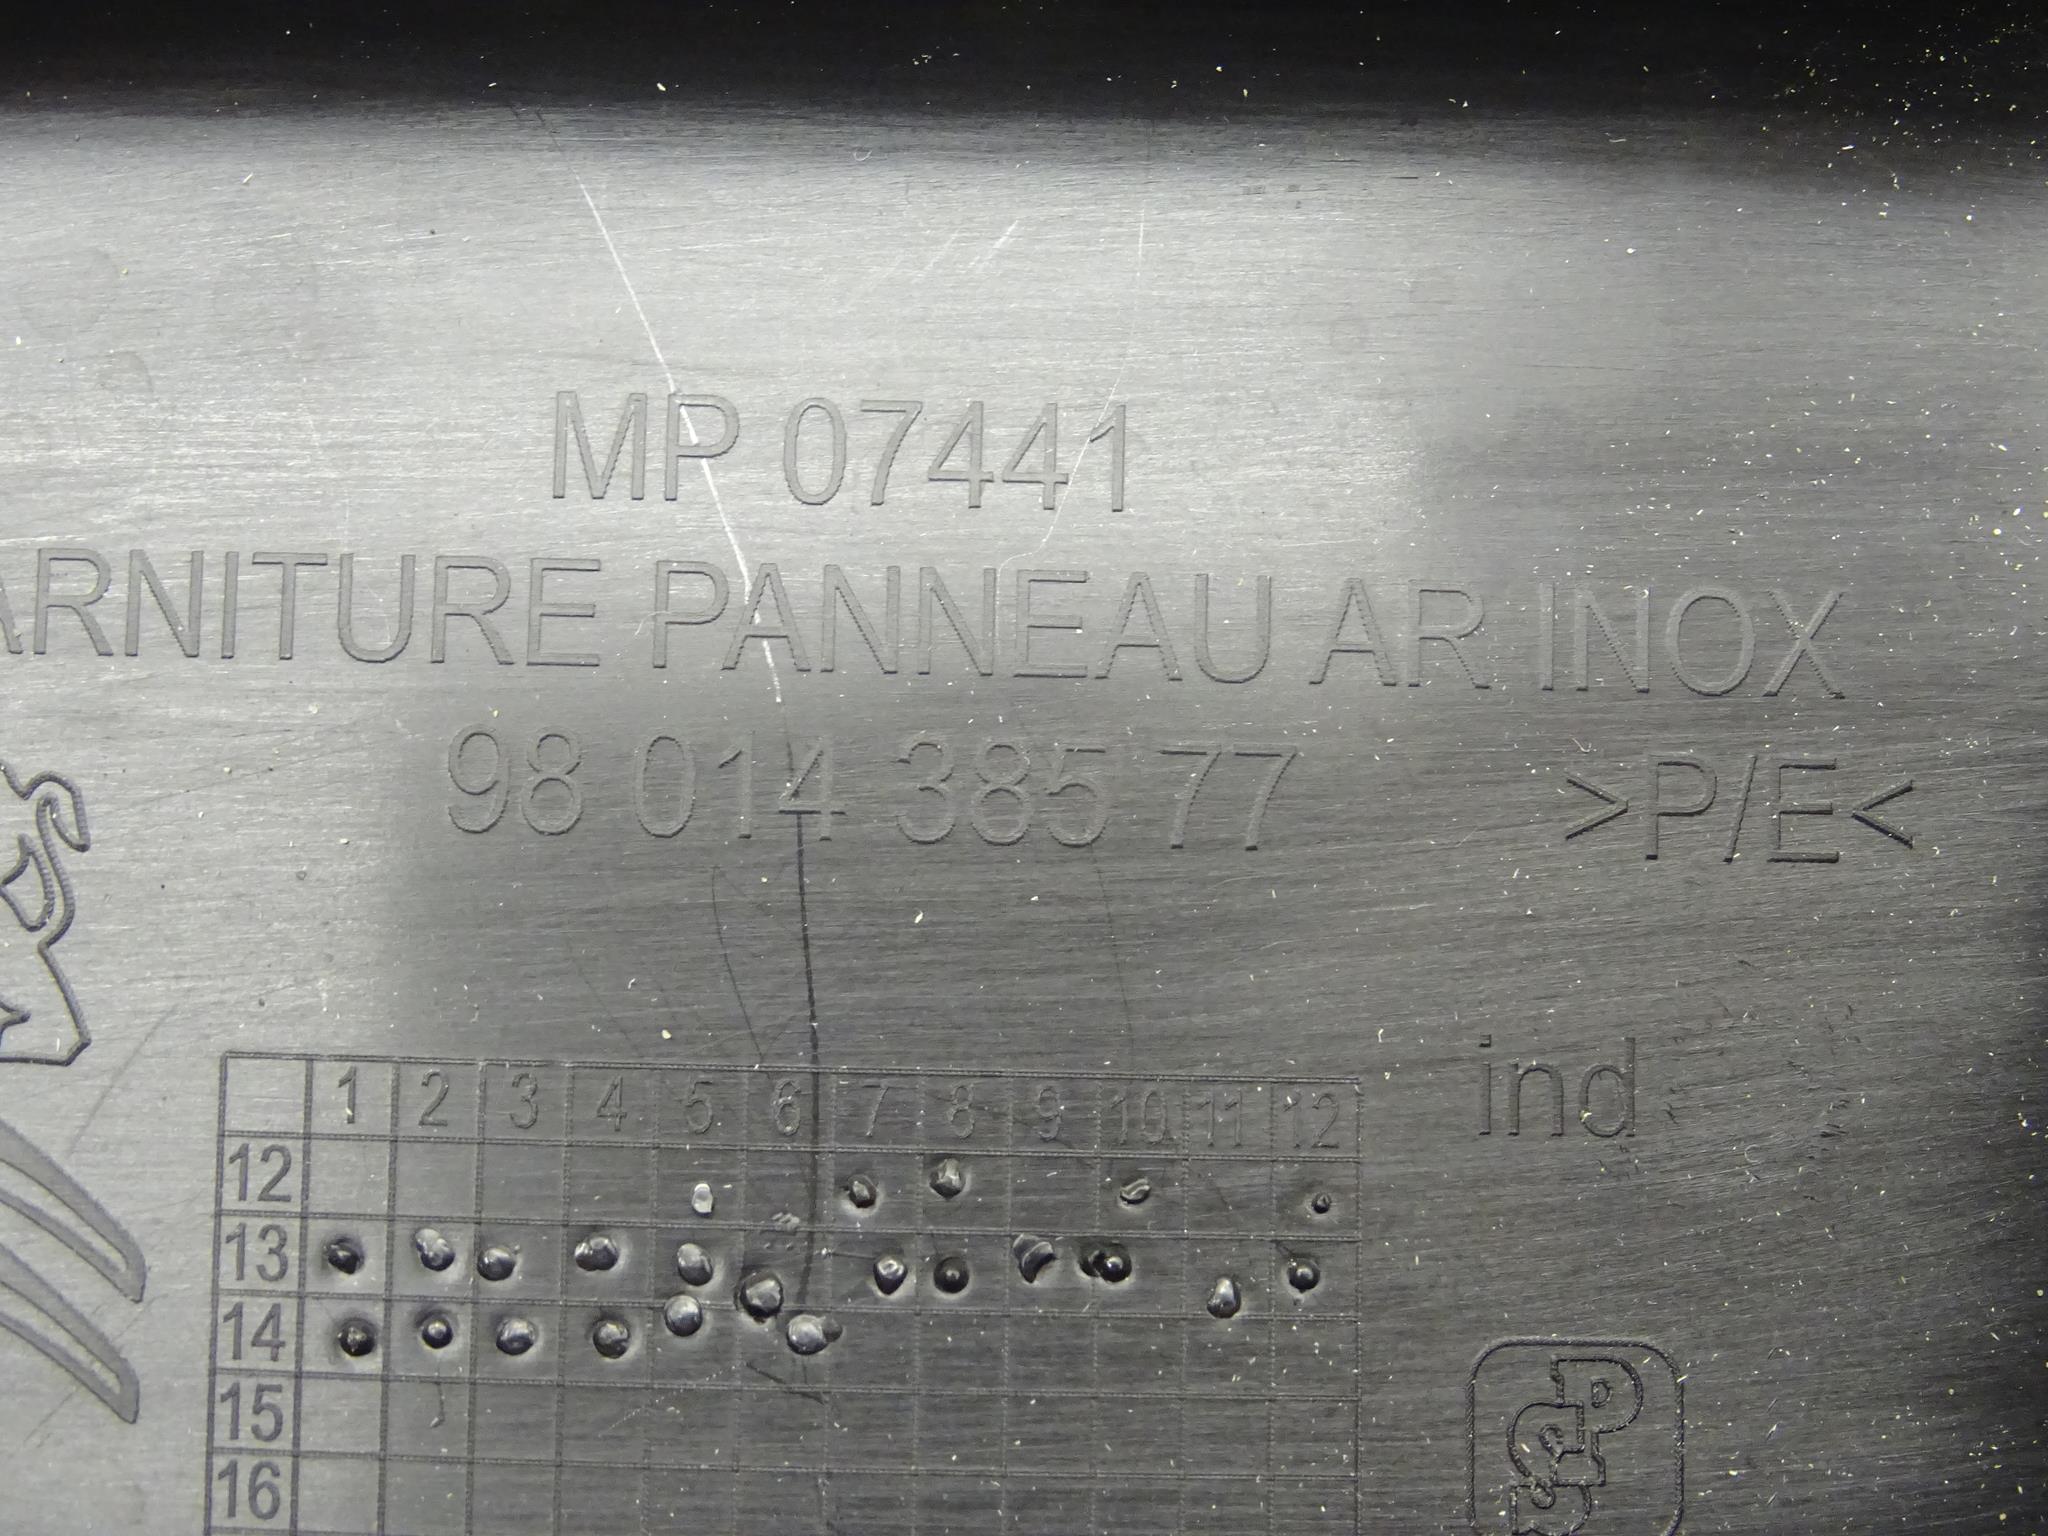 MP 07441
ARNITURE PANNEAU AR INOX
98 014 385 77 >P/E<
ind
1 2 3 4 5 6 7 8 9 10 11 12
12
13
14
15
16